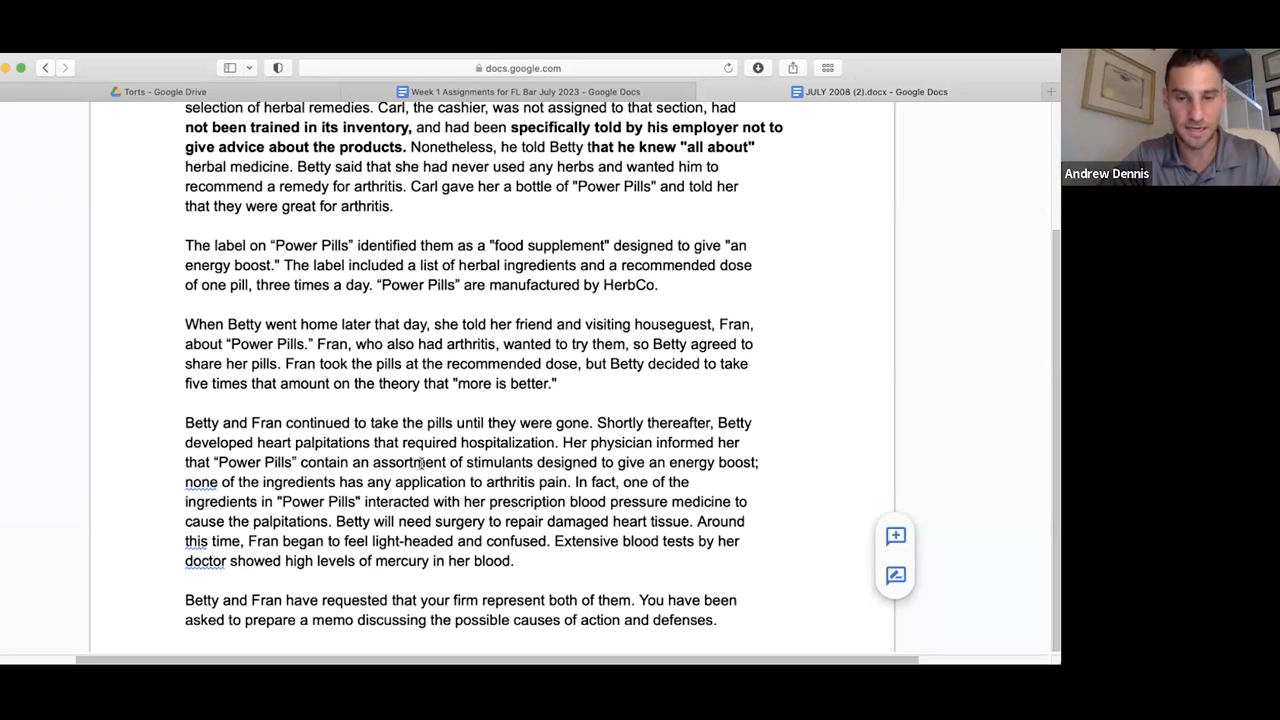 docs.google.com
Torts - Google Drive
Week 1 Assignments for FL Bar July 2023 - Google Docs
JULY 2008 (2).docx - Google Docs
selection of herbal remedies. Carl, the cashier, was not assigned to that section, had
not been trained in its inventory, and had been specifically told by his employer not to
give advice about the products. Nonetheless, he told Betty that he knew "all about"
herbal medicine. Betty said that she had never used any herbs and wanted him to
recommend a remedy for arthritis. Carl gave her a bottle of "Power Pills" and told her
that they were great for arthritis.
The label on “Power Pills” identified them as a "food supplement" designed to give "an
energy boost." The label included a list of herbal ingredients and a recommended dose
of one pill, three times a day. “Power Pills” are manufactured by HerbCo.
When Betty went home later that day, she told her friend and visiting houseguest, Fran,
about “Power Pills.” Fran, who also had arthritis, wanted to try them, so Betty agreed to
share her pills. Fran took the pills at the recommended dose, but Betty decided to take
five times that amount on the theory that "more is better."
Betty and Fran continued to take the pills until they were gone. Shortly thereafter, Betty
developed heart palpitations that required hospitalization. Her physician informed her
that “Power Pills” contain an assortment of stimulants designed to give an energy boost;
none of the ingredients has any application to arthritis pain. In fact, one of the
ingredients in "Power Pills" interacted with her prescription blood pressure medicine to
cause the palpitations. Betty will need surgery to repair damaged heart tissue. Around
this time, Fran began to feel light-headed and confused. Extensive blood tests by her
doctor showed high levels of mercury in her blood.
Betty and Fran have requested that your firm represent both of them. You have been
asked to prepare a memo discussing the possible causes of action and defenses.
Andrew Dennis